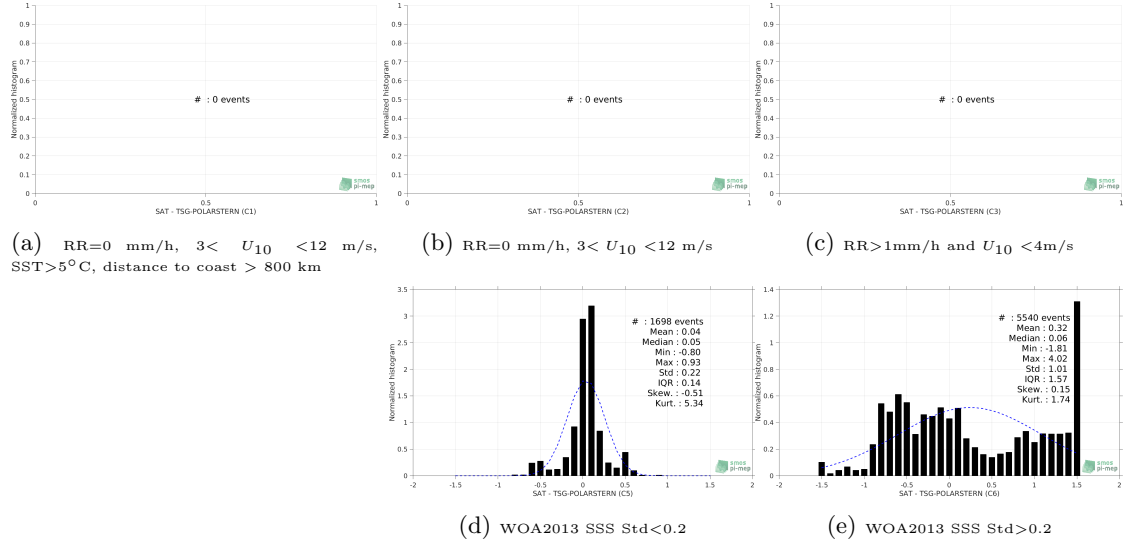 1
0.9
0.8
0.7
0.6
0.5
0.4
0.3
0.2
0.1
0
Normalized histogram
# : 0 events
0 0.5 1
SAT - TSG-POLARSTERN (C1)
smos
pi-mep
1
0.9
0.8
0.7
0.6
0.5
0.4
0.3
0.2
0.1
0
Normalized histogram
# : 0 events
0 0.5 1
SAT - TSG-POLARSTERN (C2)
smos
pi-mep
1
0.9
0.8
0.7
0.6
0.5
0.4
0.3
0.2
0.1
0
Normalized histogram
# : 0 events
0 0.5 1
SAT - TSG-POLARSTERN (C3)
smos
pi-mep
(a) RR=0 mm/h, 3< U10 <12 m/s,
SST>5°C, distance to coast > 800 km
(b) RR=0 mm/h, 3< U10 <12 m/s
(c) RR>1mm/h and U10 <4m/s
3.5
3
2.5
2
1.5
1
0.5
0
Normalized histogram
# : 1698 events
Mean : 0.04
Median : 0.05
Min : -0.80
Max : 0.93
Std : 0.22
IQR : 0.14
Skew. : -0.51
Kurt. : 5.34
-2 -1.5 -1 -0.5 0 0.5 1 1.5 2
SAT - TSG-POLARSTERN (C5)
smos
pi-mep
1.4
1.2
1
0.8
0.6
0.4
0.2
0
Normalized histogram
# : 5540 events
Mean : 0.32
Median : 0.06
Min : -1.81
Max : 4.02
Std : 1.01
IQR : 1.57
Skew. : 0.15
Kurt. : 1.74
-2 -1.5 -1 -0.5 0 0.5 1 1.5 2
SAT - TSG-POLARSTERN (C6)
smos
pi-mep
(d) WOA2013 SSS Std<0.2
(e) WOA2013 SSS Std>0.2